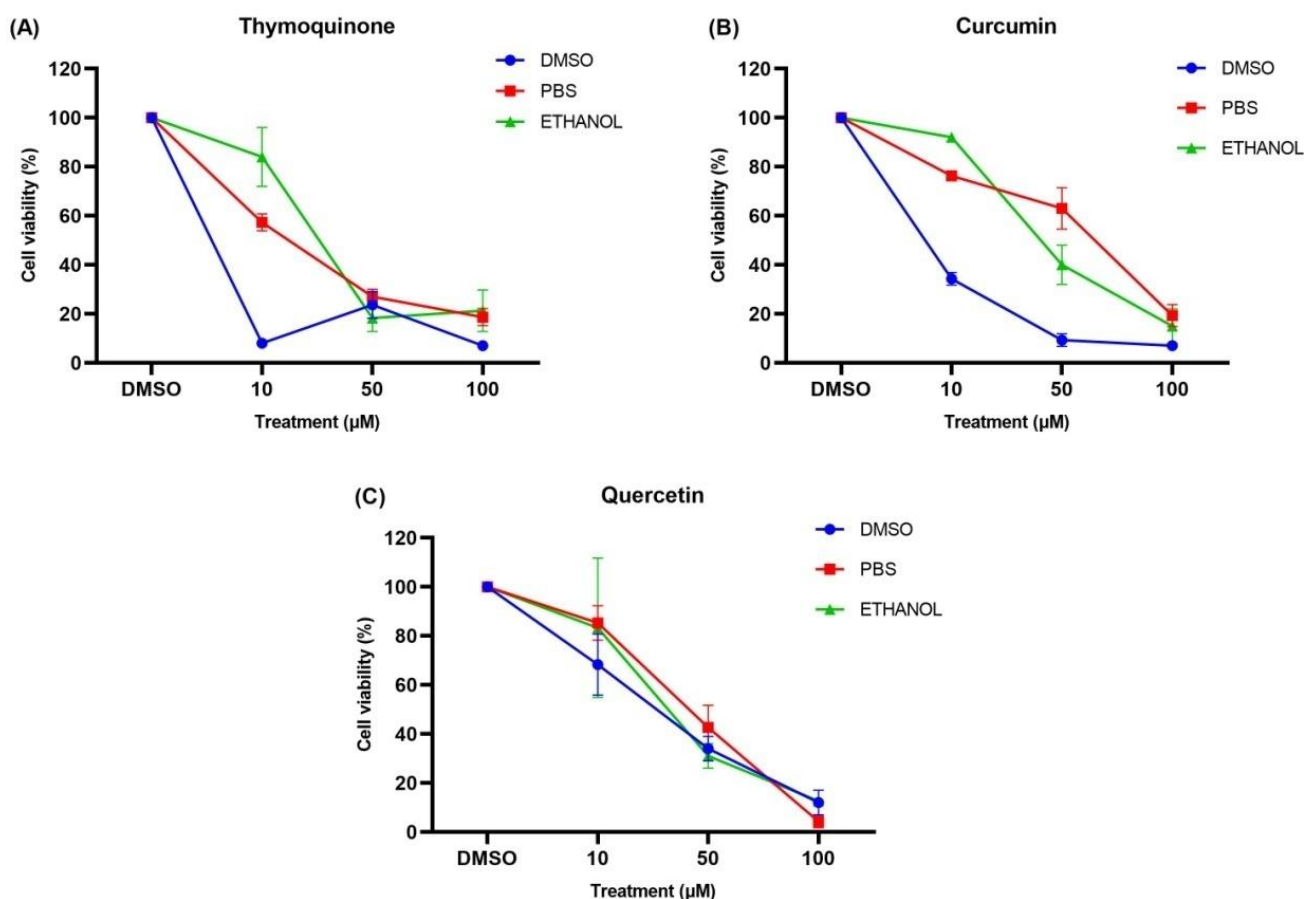 (A)
Thymoquinone
DMSO
PBS
ETHANOL
120
100
80
60
40
20
0
Cell viability (%)
DMSO 10 50 100
Treatment (µM)
(B)
Curcumin
DMSO
PBS
ETHANOL
120
100
80
60
40
20
0
Cell viability (%)
DMSO 10 50 100
Treatment (µM)
(C)
Quercetin
DMSO
PBS
ETHANOL
120
100
80
60
40
20
0
Cell viability (%)
DMSO 10 50 100
Treatment (µM)